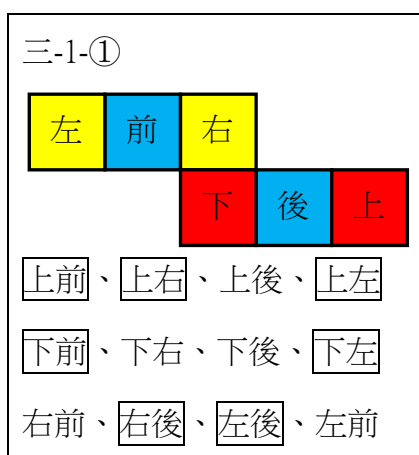 三-1-①
左 前 右
下 後 上
上前、上右、上後、上左
下前、下右、下後、下左
右前、右後、左後、左前